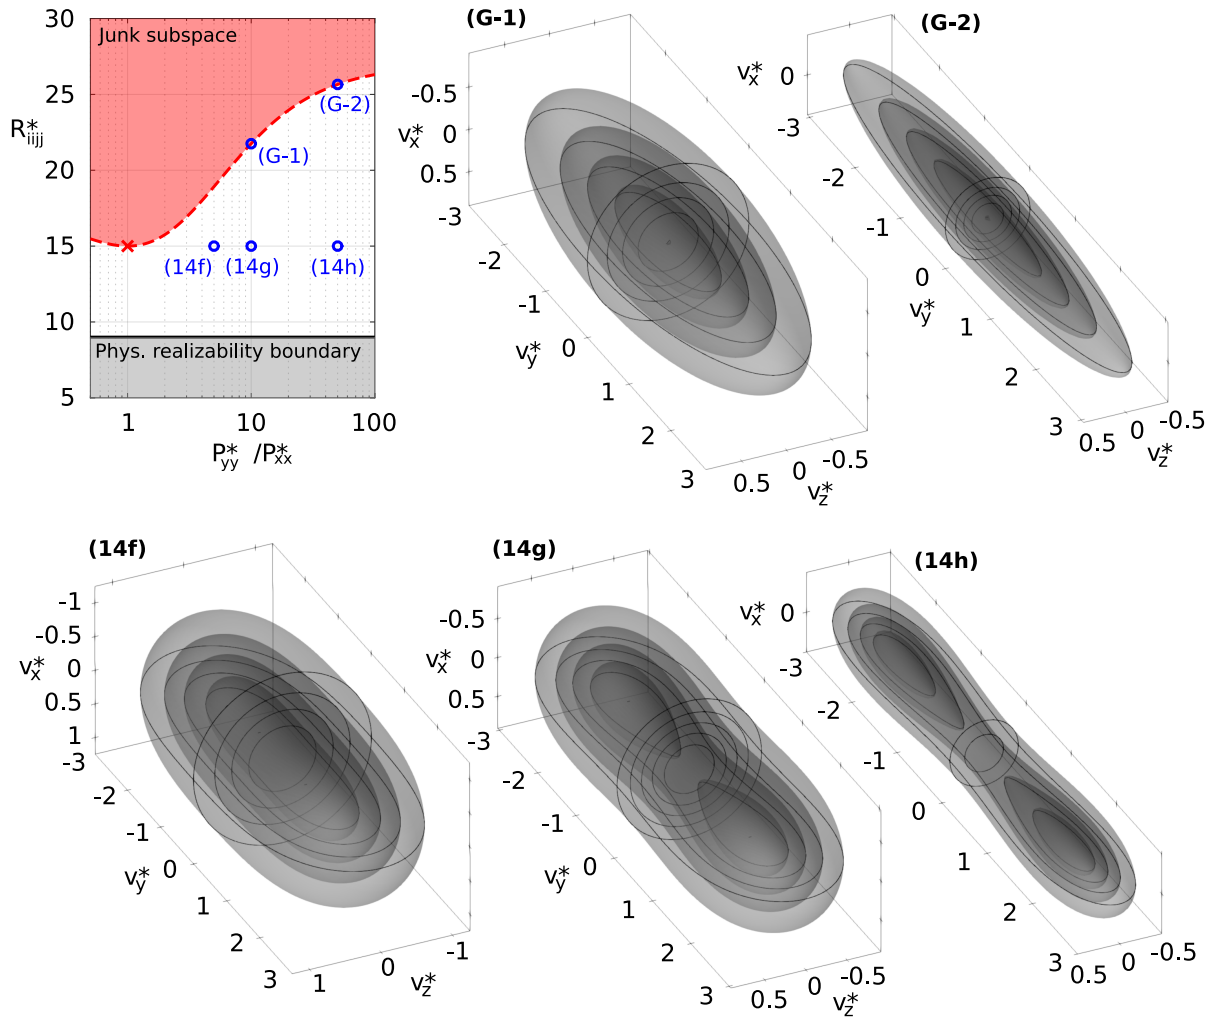 30
Junk subspace
25
R*iijj
20
15
9
5
(G-2)
(G-1)
(14f)
(14g)
(14h)
Phys. realizability boundary
1
10
100
P*yy /P*xx
(G-1)
-0.5
v*x
0
0.5
-3
-2
-1
v*y
0
1
2
3
0.5
0
-0.5
v*z
(G-2)
v*x
0
-3
-2
-1
0
v*y
1
2
3
0.5
0
-0.5
v*z
(14f)
-1
-0.5
v*x
0
0.5
1
-3
-2
-1
v*y
0
1
2
3
1
0
-1
v*z
(14g)
-0.5
v*x
0
0.5
-3
-2
-1
v*y
0
1
2
3
0.5
0
-0.5
v*z
(14h)
v*x
0
-3
-2
-1
0
1
2
3
0.5
0
-0.5